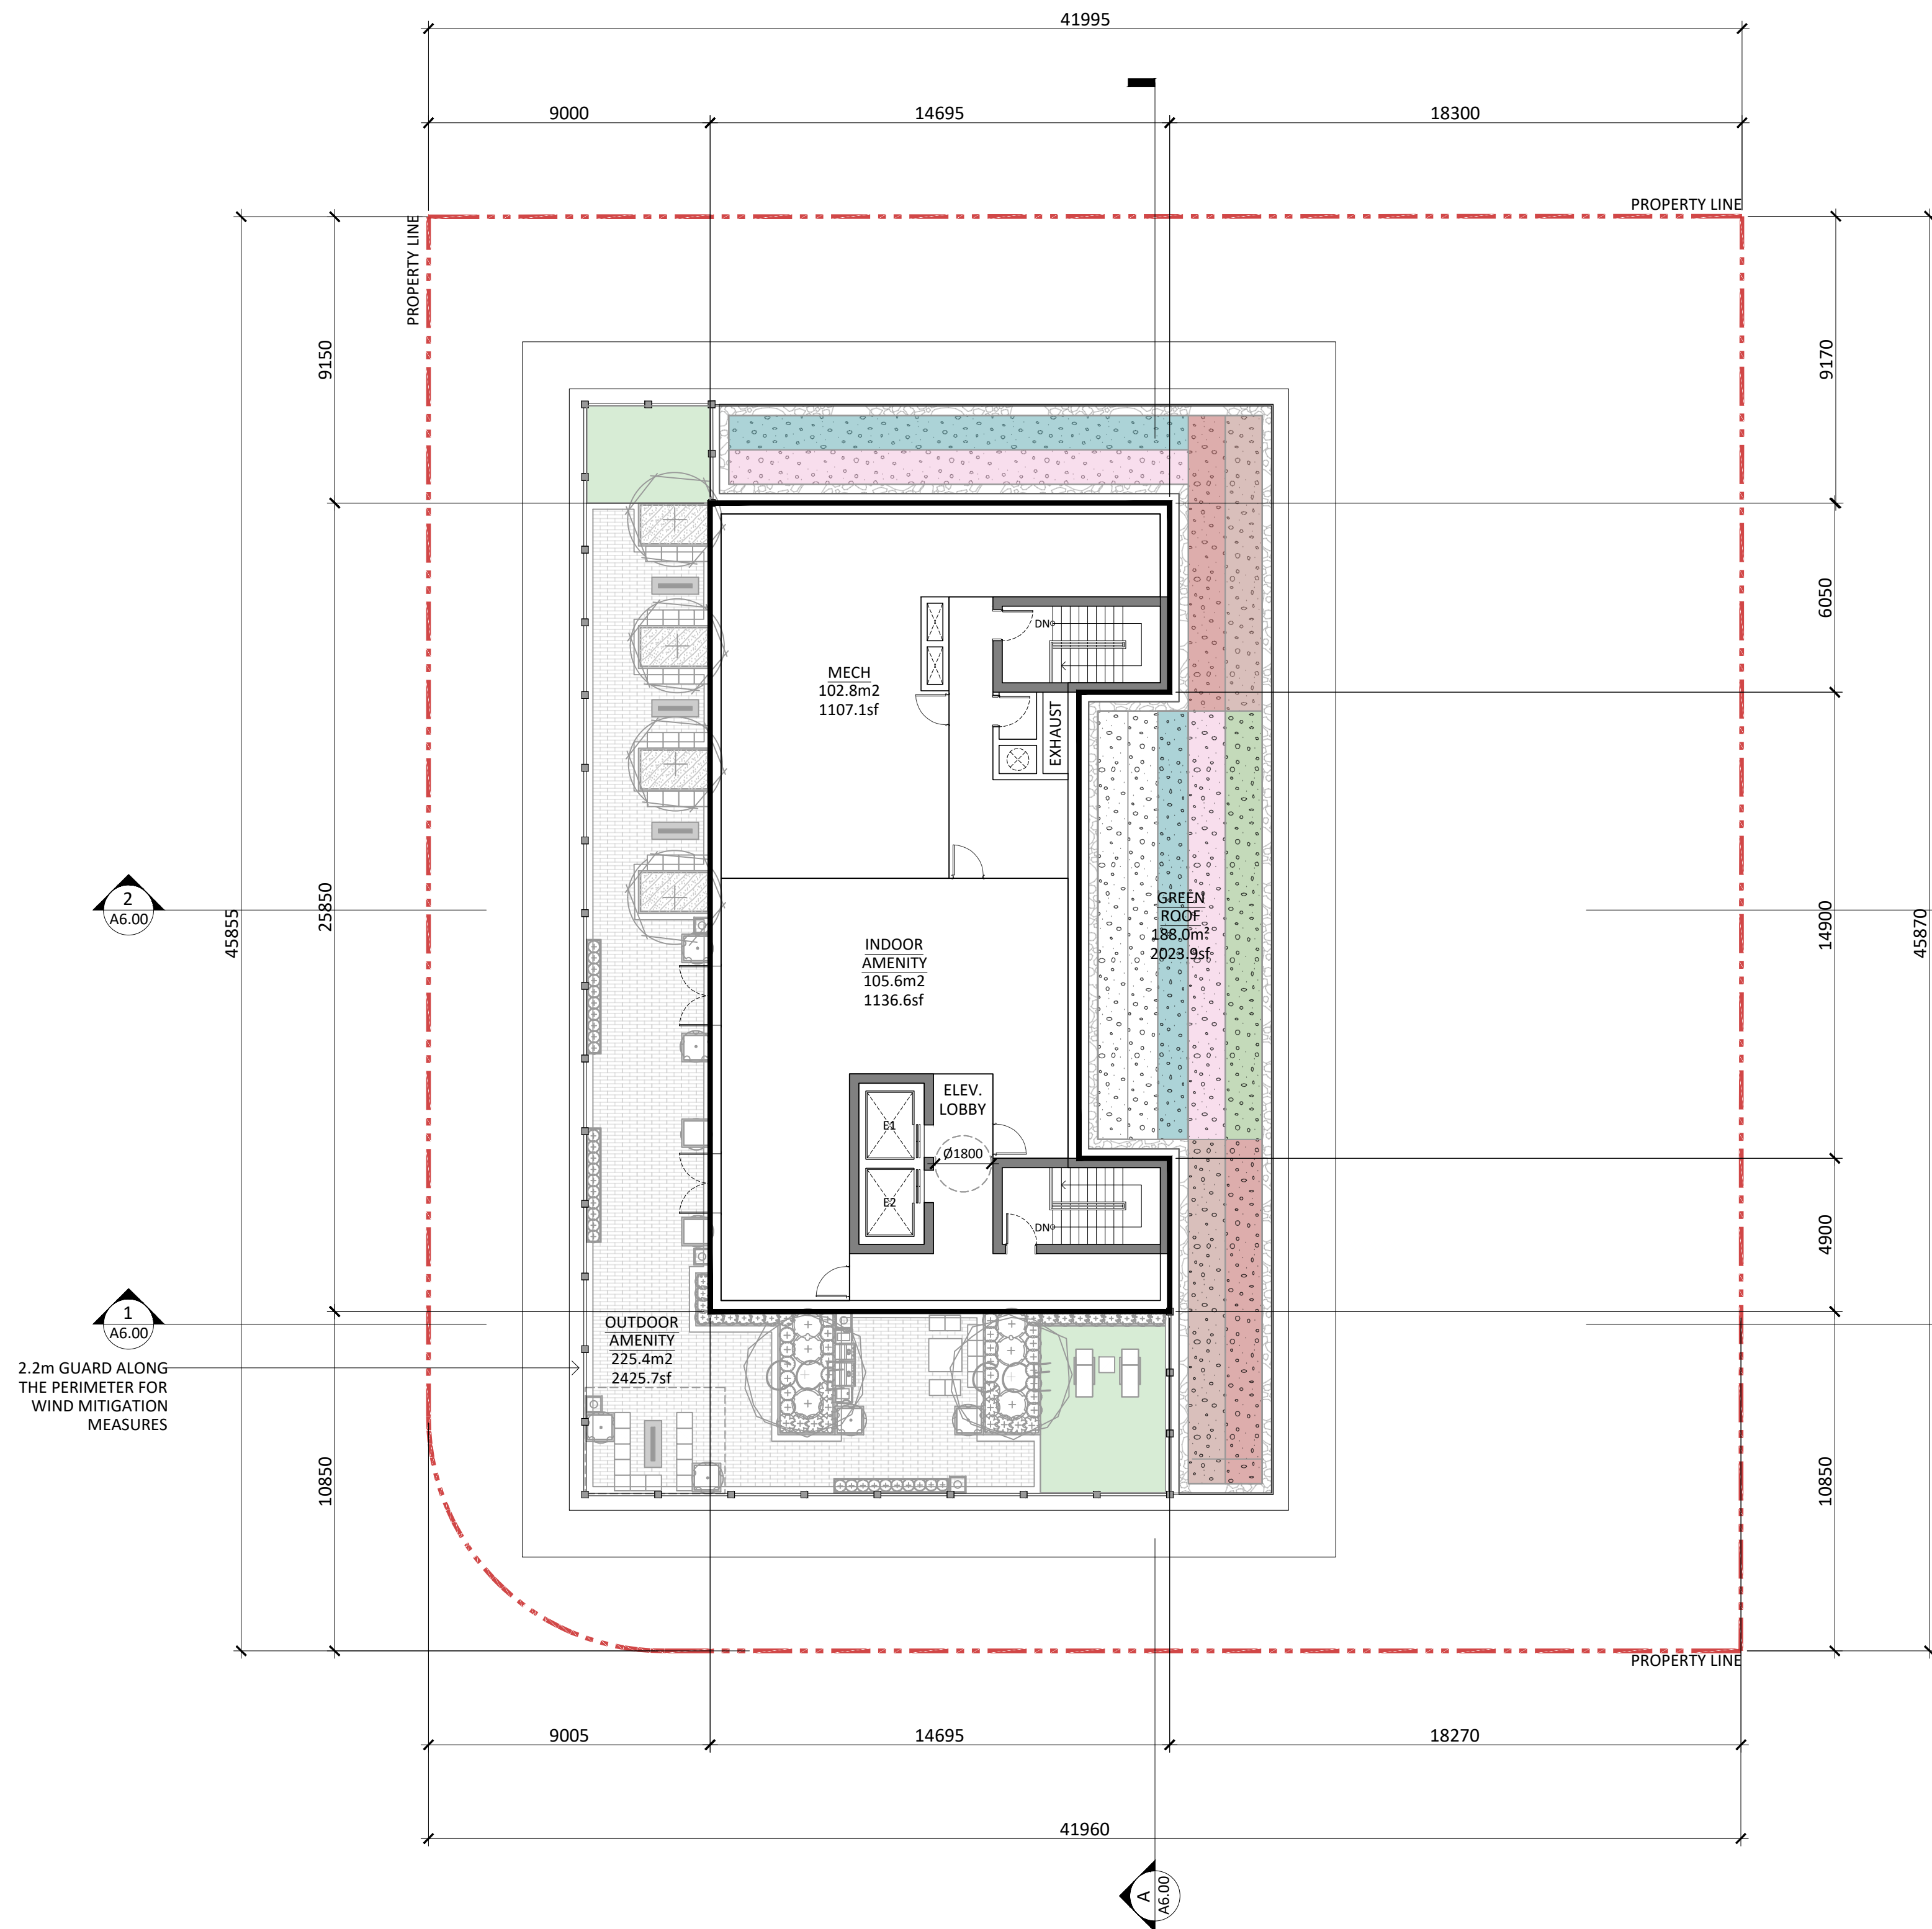 41995
9000
14695
18300
PROPERTY LINE
PROPERTY LINE
9150
9170
6050
DN
MECH
102.8m2
1107.1sf
EXHAUST
2
A6.00
45855
25850
GREEN
ROOF
188.0m²
2023.9sf
14900
45870
INDOOR
AMENITY
105.6m2
1136.6sf
ELEV.
LOBBY
E1
Ø1800
E2
DN
4900
1
A6.00
OUTDOOR
AMENITY
225.4m2
2425.7sf
2.2m GUARD ALONG
THE PERIMETER FOR
WIND MITIGATION
MEASURES
10850
10850
PROPERTY LINE
9005
14695
18270
41960
A
A6.00